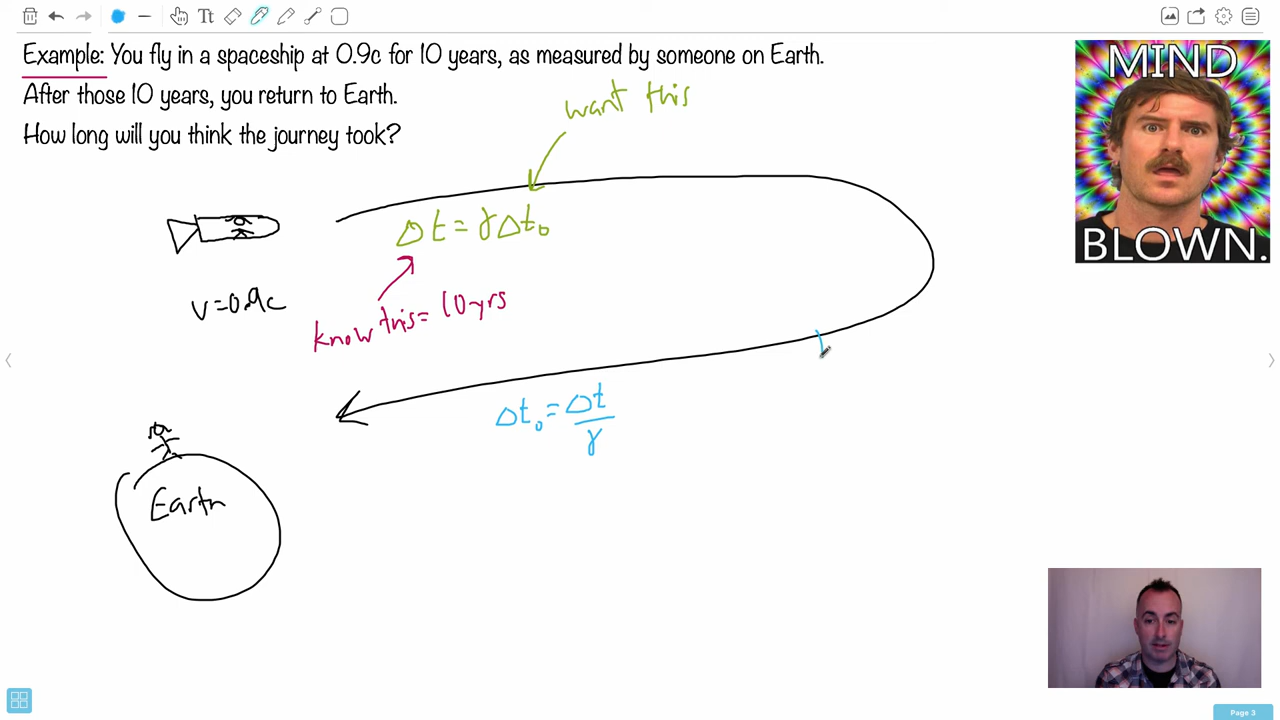 Tt
Example: You fly in a spaceship at 0.9c for 10 years, as measured by someone on Earth.
After those 10 years, you return to Earth.
How long will you think the journey took?
want this
Δt = γΔt₀
v=0.9c
know this = 10 yrs
Δt₀ = Δt/γ
Earth
MIND
BLOWN.
Page 3